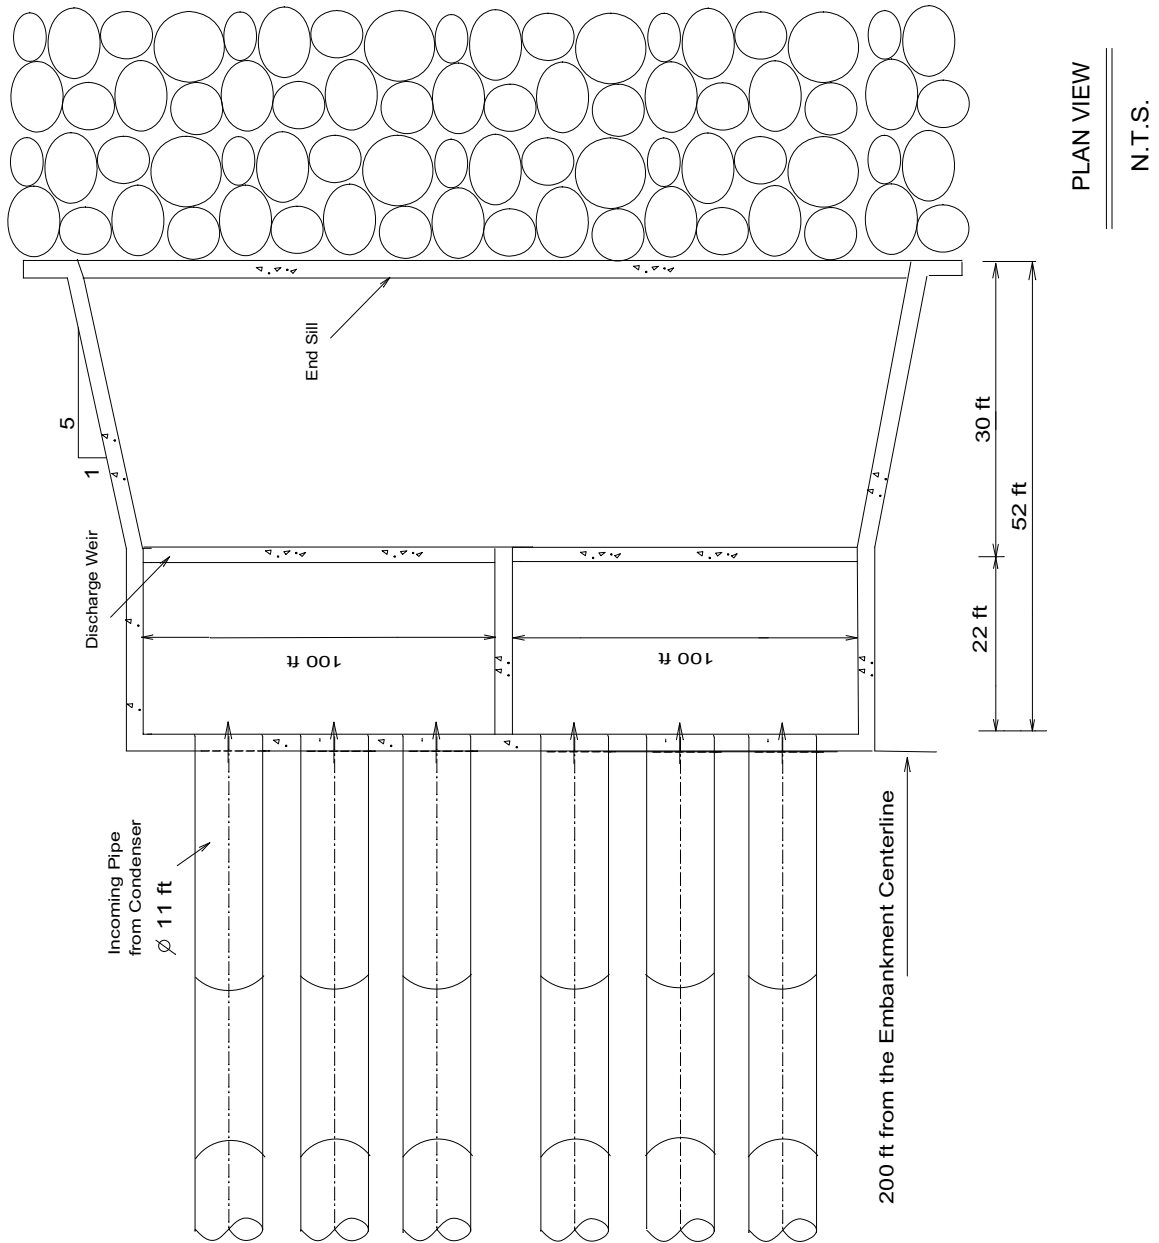 PLAN VIEW
N.T.S.
End Sill
5
1
Discharge Weir
30 ft
52 ft
22 ft
100 ft
100 ft
Incoming Pipe
from Condenser
Ø 11 ft
200 ft from the Embankment Centerline